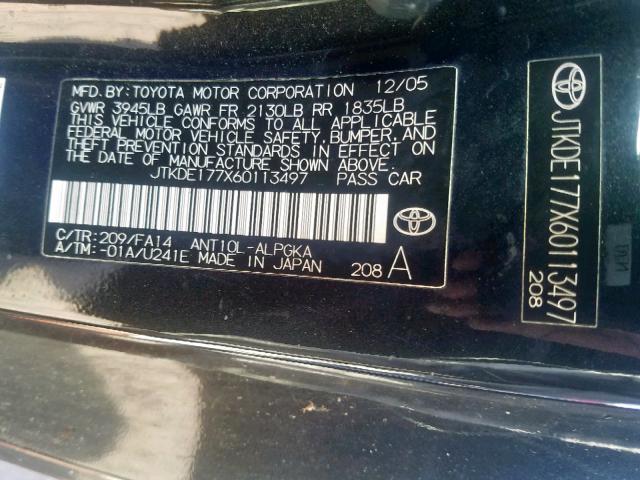 MFD. BY: TOYOTA MOTOR CORPORATION 12/05
GVWR 3945LB GAWR FR 2130LB RR 1835LB
THIS VEHICLE CONFORMS TO ALL APPLICABLE
FEDERAL MOTOR VEHICLE SAFETY, BUMPER, AND
THEFT PREVENTION STANDARDS IN EFFECT ON
THE DATE OF MANUFACTURE SHOWN ABOVE.
JTKDE177X60113497 PASS CAR
C/TR: 209/FA14 ANT10L-ALPGKA
A/TM: -01A/U241E MADE IN JAPAN 208 A
JTKDE177X60113497
208